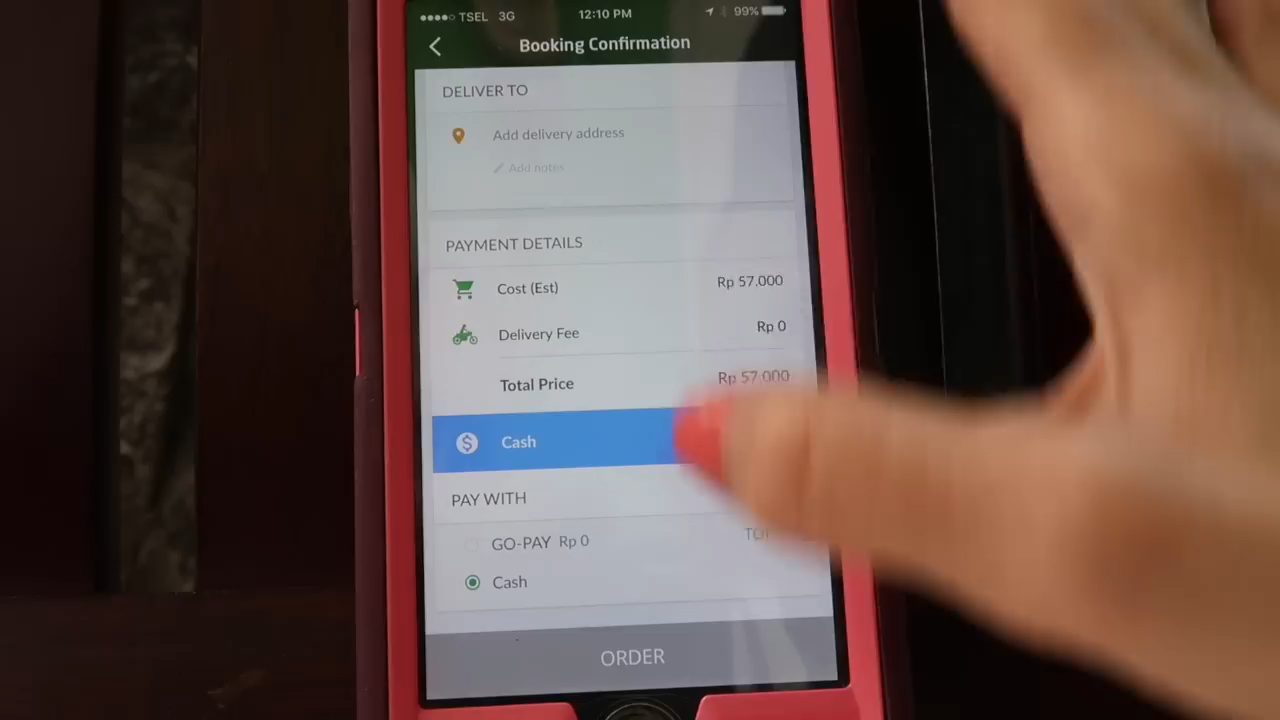 TSEL 3G 12:10 PM 99%
Booking Confirmation
DELIVER TO
Add delivery address
Add notes
PAYMENT DETAILS
Cost (Est) Rp 57.000
Delivery Fee Rp 0
Total Price Rp 57.000
$ Cash
PAY WITH
GO-PAY Rp 0
Cash
ORDER